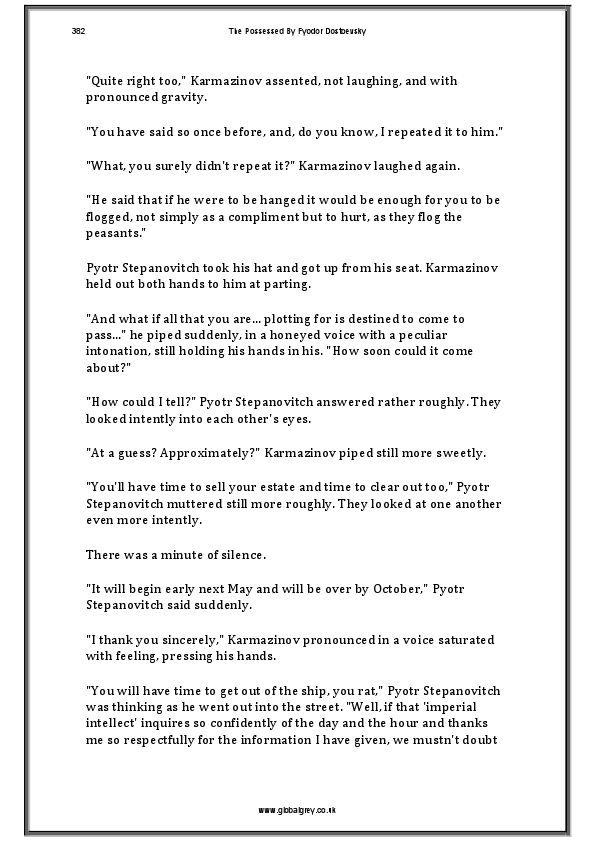 382
The Possessed By Fyodor Dostoevsky
"Quite right too," Karmazinov assented, not laughing, and with
pronounced gravity.
"You have said so once before, and, do you know, I repeated it to him."
"What, you surely didn't repeat it?" Karmazinov laughed again.
"He said that if he were to be hanged it would be enough for you to be
flogged, not simply as a compliment but to hurt, as they flog the
peasants."
Pyotr Stepanovitch took his hat and got up from his seat. Karmazinov
held out both hands to him at parting.
"And what if all that you are... plotting for is destined to come to
pass..." he piped suddenly, in a honeyed voice with a peculiar
intonation, still holding his hands in his. "How soon could it come
about?"
"How could I tell?" Pyotr Stepanovitch answered rather roughly. They
looked intently into each other's eyes.
"At a guess? Approximately?" Karmazinov piped still more sweetly.
"You'll have time to sell your estate and time to clear out too," Pyotr
Stepanovitch muttered still more roughly. They looked at one another
even more intently.
There was a minute of silence.
"It will begin early next May and will be over by October," Pyotr
Stepanovitch said suddenly.
"I thank you sincerely," Karmazinov pronounced in a voice saturated
with feeling, pressing his hands.
"You will have time to get out of the ship, you rat," Pyotr Stepanovitch
was thinking as he went out into the street. "Well, if that 'imperial
intellect' inquires so confidently of the day and the hour and thanks
me so respectfully for the information I have given, we mustn't doubt
www.globalgrey.co.uk